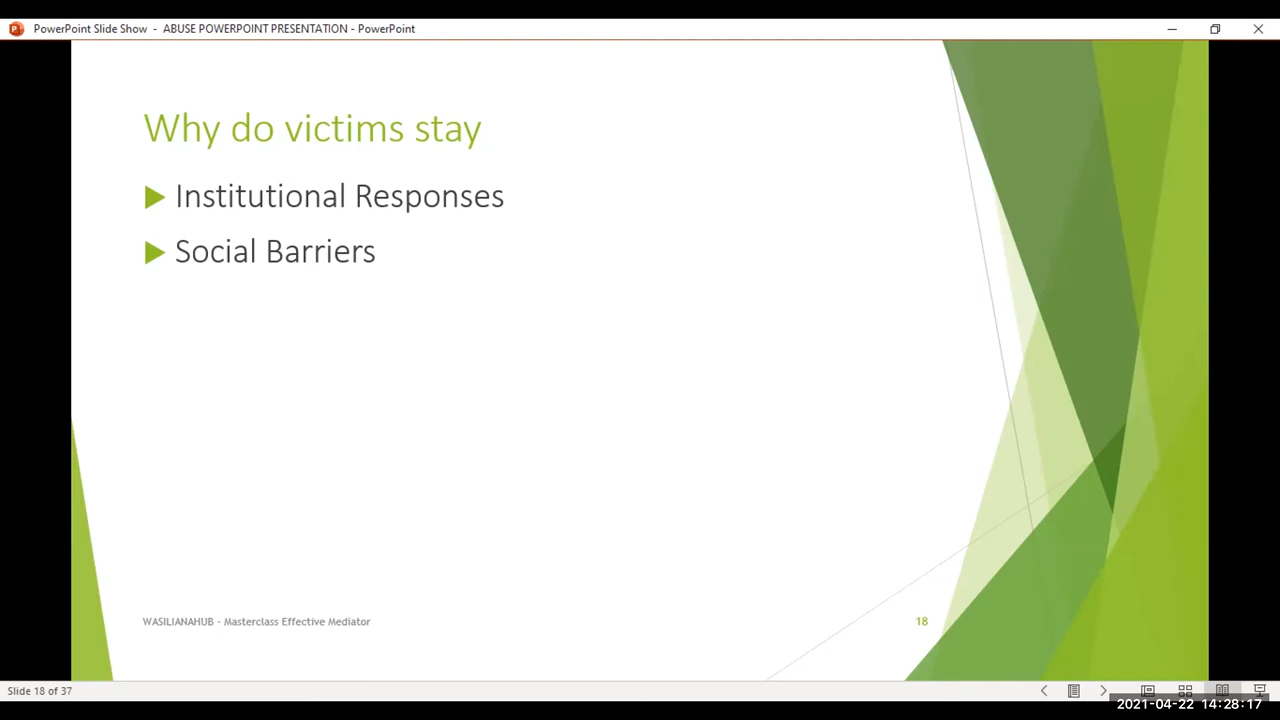 PowerPoint Slide Show - ABUSE POWERPOINT PRESENTATION - PowerPoint
Why do victims stay
Institutional Responses
Social Barriers
WASILIANAHUB - Masterclass Effective Mediator
18
Slide 18 of 37
2021-04-22 14:28:17